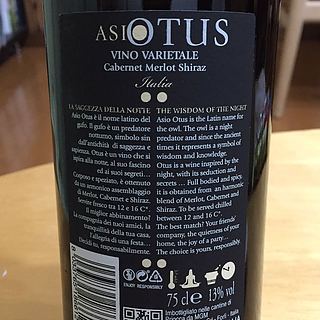 ASIO OTUS
VINO VARIETALE
Cabernet Merlot Shiraz
Italia
LA SAGGEZZA DELLA NOTTE
Asio Otus è il nome latino del
gufo. Il gufo è un predatore
notturno, simbolo sin
dall'antichità di saggezza e
sapienza. Otus è un vino che si
ispira alla notte, al suo fascino
ed ai suoi segreti…
Corposo e speziato, è ottenuto
da un armonico assemblaggio
di Merlot, Cabernet e Shiraz.
Servire fresco tra 12 e 16 C°.
Il miglior abbinamento?
La compagnia dei tuoi amici, la
tranquillità della tua casa,
l'allegria di una festa…
Decidi tu, responsabilmente.
THE WISDOM OF THE NIGHT
Asio Otus is the Latin name for
the owl. The owl is a night
predator and since the ancient
times it represents a symbol of
wisdom and knowledge.
Otus is a wine inspired by the
night, with its seduction and
secrets … Full bodied and spicy,
it is obtained from an harmonic
blend of Merlot, Cabernet and
Shiraz. To be served chilled
between 12 and 16 C°.
The best match? Your friends'
company, the quietness of your
home, the joy of a party…
The choice is yours, responsibly.
ENJOY RESPONSIBLY
75 cl e 13% vol
Imbottigliato nelle cantine di
Forlì - Italia